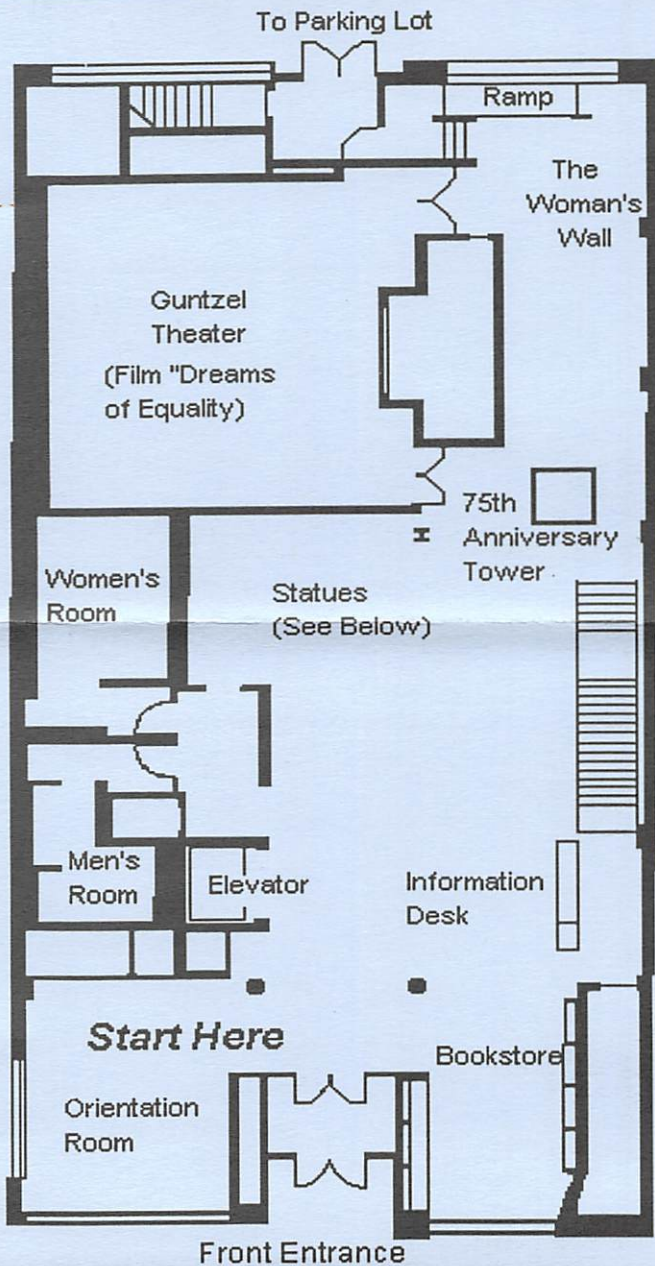 To Parking Lot
Ramp
The
Woman's
Wall
Guntzel
Theater
(Film "Dreams
of Equality)
75th
Anniversary
Tower
Women's
Room
Statues
(See Below)
Men's
Room
Elevator
Information
Desk
Start Here
Bookstore
Orientation
Room
Front Entrance